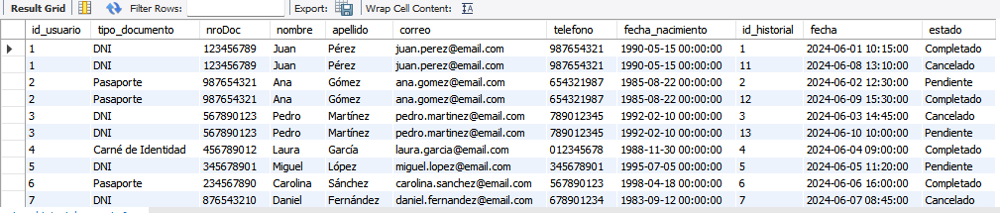 Result Grid Filter Rows: Export: Wrap Cell Content:
id_usuario tipo_documento nroDoc nombre apellido correo telefono fecha_nacimiento id_historial fecha estado
1 DNI 123456789 Juan Pérez juan.perez@email.com 987654321 1990-05-15 00:00:00 1 2024-06-01 10:15:00 Completado
1 DNI 123456789 Juan Pérez juan.perez@email.com 987654321 1990-05-15 00:00:00 11 2024-06-08 13:10:00 Cancelado
2 Pasaporte 987654321 Ana Gómez ana.gomez@email.com 654321987 1985-08-22 00:00:00 2 2024-06-02 12:30:00 Pendiente
2 Pasaporte 987654321 Ana Gómez ana.gomez@email.com 654321987 1985-08-22 00:00:00 12 2024-06-09 15:30:00 Completado
3 DNI 567890123 Pedro Martínez pedro.martinez@email.com 789012345 1992-02-10 00:00:00 3 2024-06-03 14:45:00 Cancelado
3 DNI 567890123 Pedro Martínez pedro.martinez@email.com 789012345 1992-02-10 00:00:00 13 2024-06-10 10:00:00 Pendiente
4 Carné de Identidad 456789012 Laura García laura.garcia@email.com 012345678 1988-11-30 00:00:00 4 2024-06-04 09:00:00 Completado
5 DNI 345678901 Miguel López miguel.lopez@email.com 345678901 1995-07-05 00:00:00 5 2024-06-05 11:20:00 Pendiente
6 Pasaporte 234567890 Carolina Sánchez carolina.sanchez@email.com 567890123 1998-04-18 00:00:00 6 2024-06-06 16:00:00 Completado
7 DNI 876543210 Daniel Fernández daniel.fernandez@email.com 678901234 1983-09-12 00:00:00 7 2024-06-07 08:45:00 Cancelado